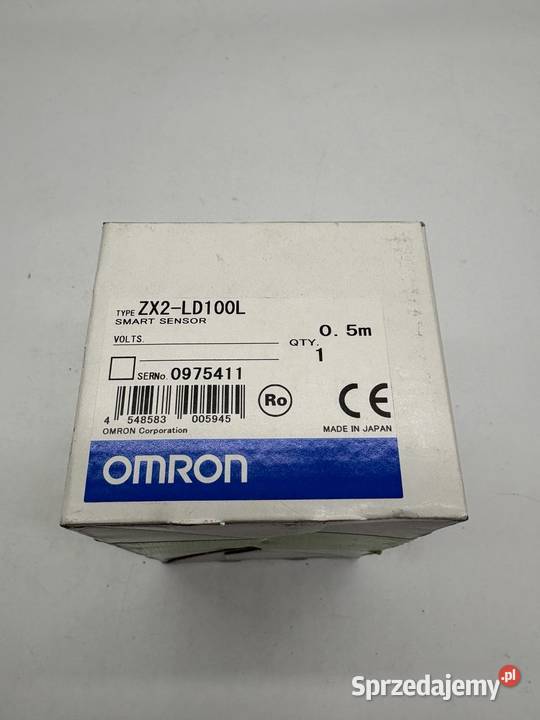 TYPE ZX2-LD100L
SMART SENSOR
0.5m
VOLTS.
QTY.
1
SERNo. 0975411
4 548583 005945
Ro
CE
OMRON Corporation
MADE IN JAPAN
OMRON
Sprzedajemy.pl